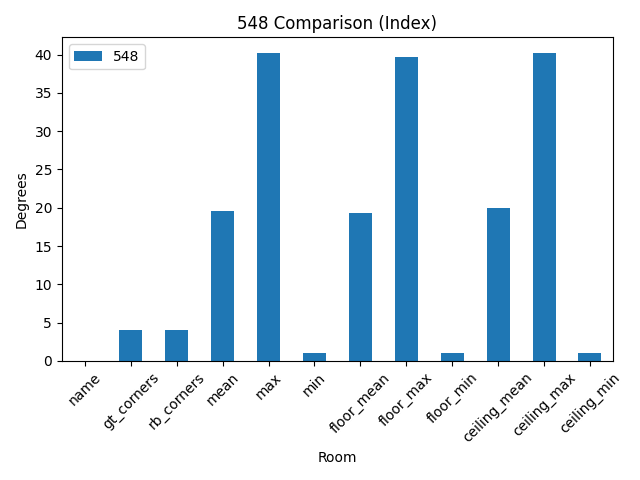 548 Comparison (Index)
548
Degrees
40
35
30
25
20
15
10
5
0
name
gt_corners
rb_corners
mean
max
min
floor_mean
floor_max
floor_min
ceiling_mean
ceiling_max
ceiling_min
Room